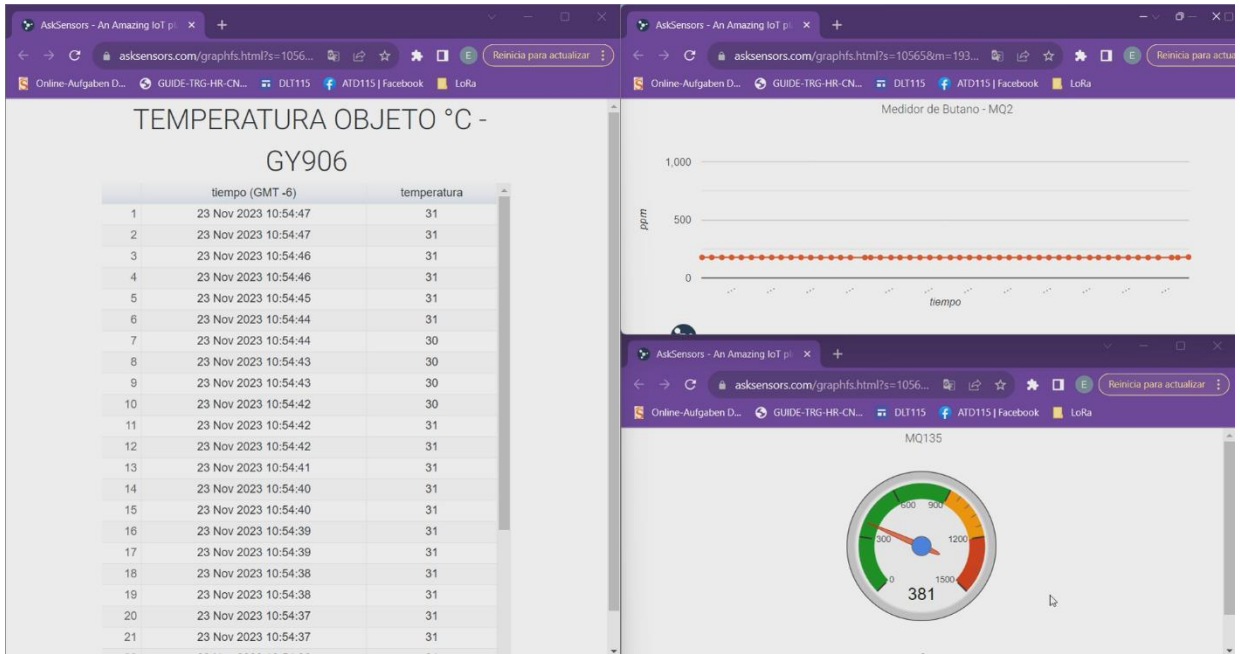 AskSensors - An Amazing IoT pl
asksensors.com/graphfs.html?s=1056...
Reinicia para actualizar
Online-Aufgaben D...
GUIDE-TRG-HR-CN...
DLT115
ATD115 | Facebook
LoRa
TEMPERATURA OBJETO °C -
GY906
tiempo (GMT -6) temperatura
1 23 Nov 2023 10:54:47 31
2 23 Nov 2023 10:54:47 31
3 23 Nov 2023 10:54:46 31
4 23 Nov 2023 10:54:46 31
5 23 Nov 2023 10:54:45 31
6 23 Nov 2023 10:54:44 31
7 23 Nov 2023 10:54:44 30
8 23 Nov 2023 10:54:43 30
9 23 Nov 2023 10:54:43 30
10 23 Nov 2023 10:54:42 30
11 23 Nov 2023 10:54:42 31
12 23 Nov 2023 10:54:42 31
13 23 Nov 2023 10:54:41 31
14 23 Nov 2023 10:54:40 31
15 23 Nov 2023 10:54:40 31
16 23 Nov 2023 10:54:39 31
17 23 Nov 2023 10:54:39 31
18 23 Nov 2023 10:54:38 31
19 23 Nov 2023 10:54:38 31
20 23 Nov 2023 10:54:37 31
21 23 Nov 2023 10:54:37 31
AskSensors - An Amazing IoT pl
asksensors.com/graphfs.html?s=10565&m=193...
Reinicia para actua
Online-Aufgaben D...
GUIDE-TRG-HR-CN...
DLT115
ATD115 | Facebook
LoRa
Medidor de Butano - MQ2
1,000
500
0
ppm
tiempo
AskSensors - An Amazing IoT pl
asksensors.com/graphfs.html?s=1056...
E
Reinicia para actualizar
Online-Aufgaben D...
GUIDE-TRG-HR-CN...
DLT115
ATD115 | Facebook
LoRa
MQ135
600 900
300 1200
0 1500
381